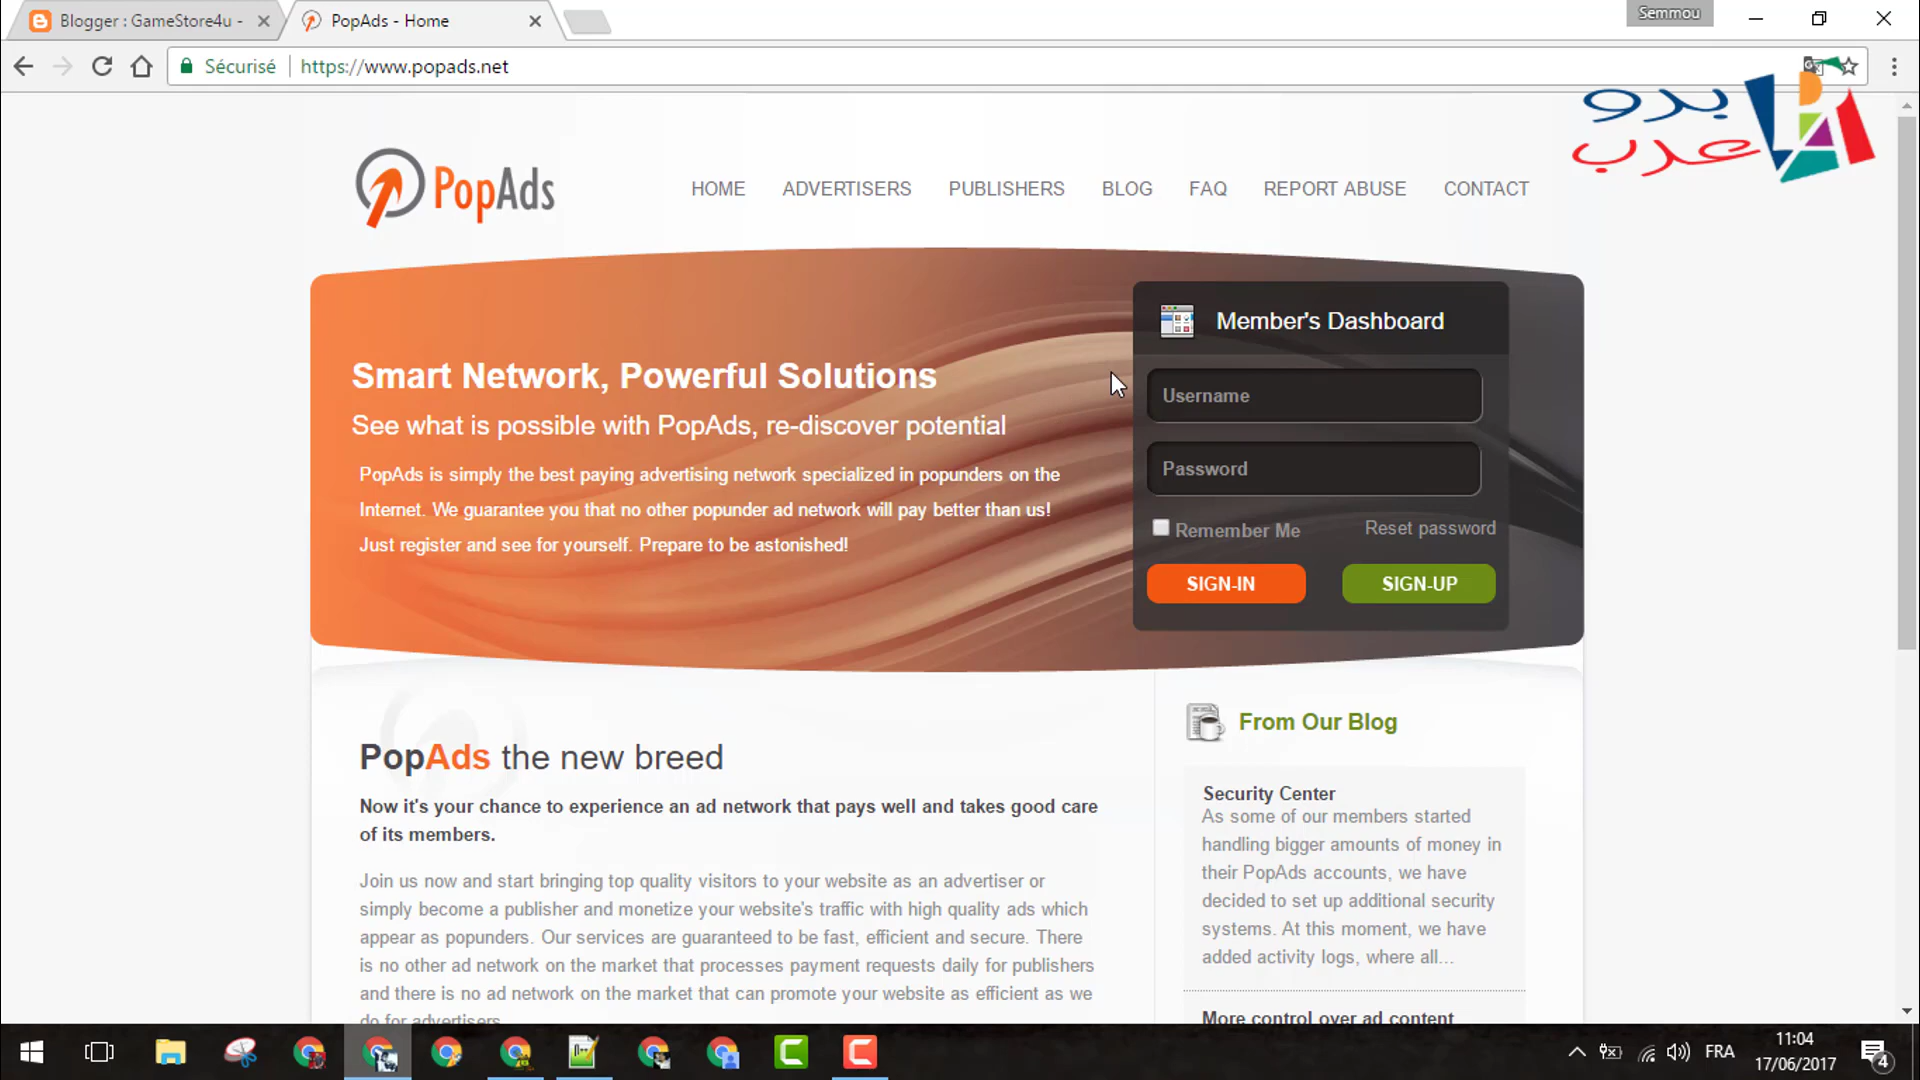 Blogger : GameStore4u -
PopAds - Home
Semmou
Sécurisé
https://www.popads.net
بدو
عرب
PopAds
HOME
ADVERTISERS
PUBLISHERS
BLOG
FAQ
REPORT ABUSE
CONTACT
Smart Network, Powerful Solutions
See what is possible with PopAds, re-discover potential
PopAds is simply the best paying advertising network specialized in popunders on the
Internet. We guarantee you that no other popunder ad network will pay better than us!
Just register and see for yourself. Prepare to be astonished!
Member's Dashboard
Username
Password
Remember Me
Reset password
SIGN-IN
SIGN-UP
PopAds the new breed
Now it's your chance to experience an ad network that pays well and takes good care
of its members.
Join us now and start bringing top quality visitors to your website as an advertiser or
simply become a publisher and monetize your website's traffic with high quality ads which
appear as popunders. Our services are guaranteed to be fast, efficient and secure. There
is no other ad network on the market that processes payment requests daily for publishers
and there is no ad network on the market that can promote your website as efficient as we
do for advertisers.
From Our Blog
Security Center
As some of our members started
handling bigger amounts of money in
their PopAds accounts, we have
decided to set up additional security
systems. At this moment, we have
added activity logs, where all...
More control over ad content
FRA
11:04
17/06/2017
4